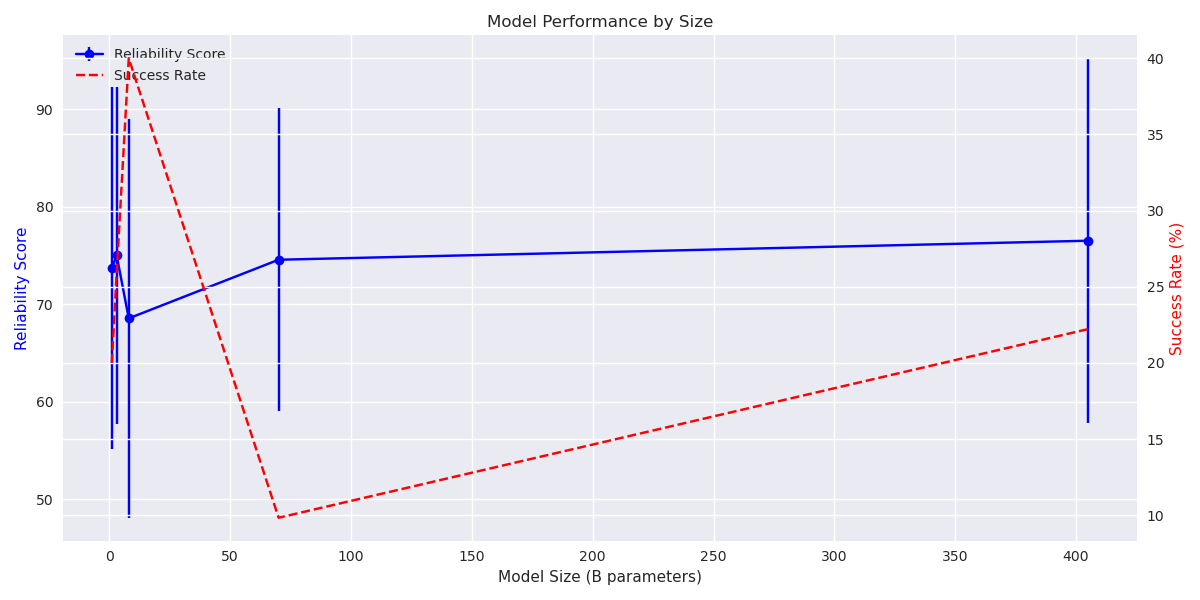 Model Performance by Size
Reliability Score
Success Rate
90
80
70
60
50
Reliability Score
40
35
30
25
20
15
10
Success Rate (%)
0 50 100 150 200 250 300 350 400
Model Size (B parameters)